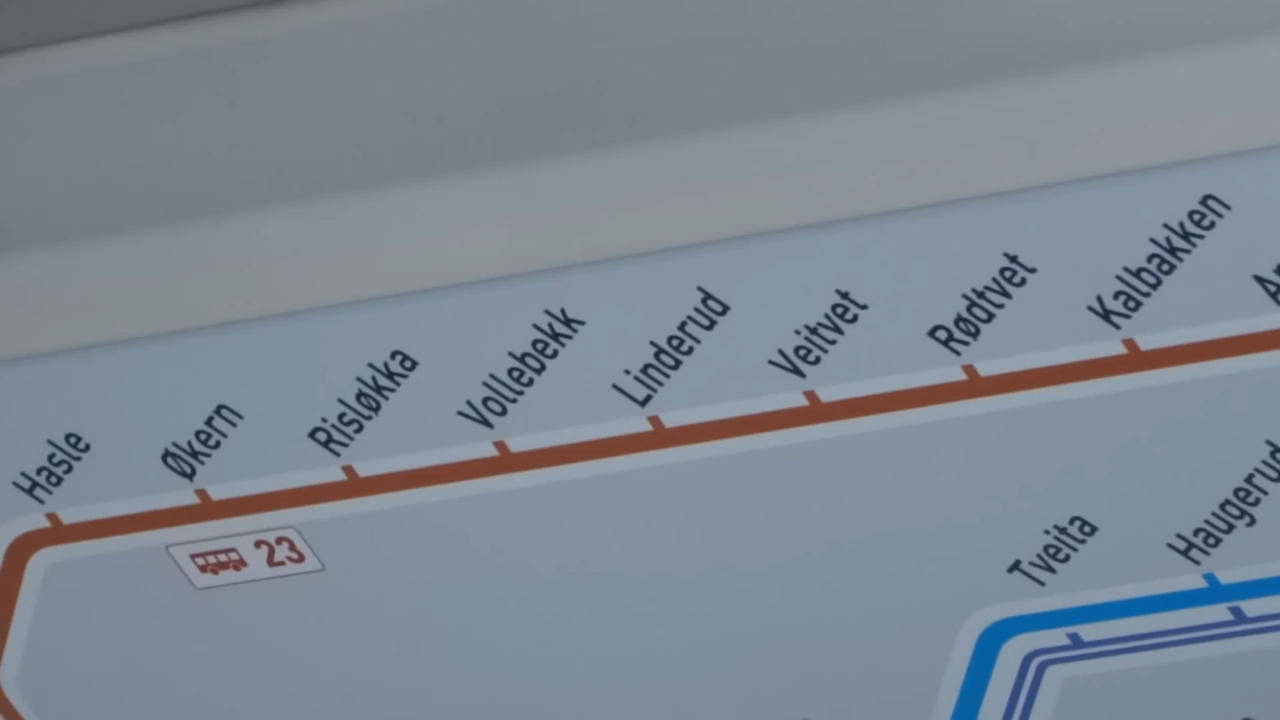 Hasle
Økern
Risløkka
Vollebekk
Linderud
Veitvet
Rødtvet
Kalbakken
23
Tveita
Haugerud